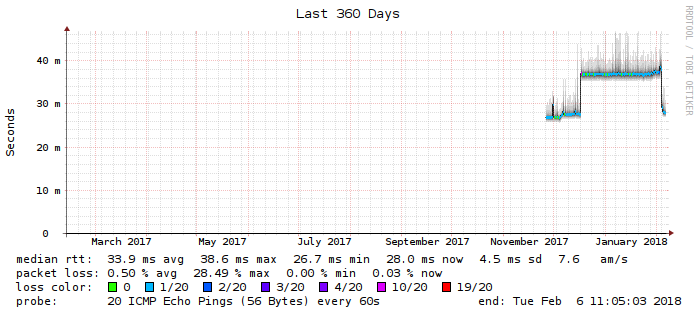 Last 360 Days
RRDTOOL / TOBI OETIKER
Seconds
40 m
30 m
20 m
10 m
0
March 2017 May 2017 July 2017 September 2017 November 2017 January 2018
median rtt: 33.9 ms avg 38.6 ms max 26.7 ms min 28.0 ms now 4.5 ms sd 7.6 am/s
packet loss: 0.50 % avg 28.49 % max 0.00 % min 0.03 % now
loss color: 0 1/20 2/20 3/20 4/20 10/20 19/20
probe: 20 ICMP Echo Pings (56 Bytes) every 60s end: Tue Feb 6 11:05:03 2018